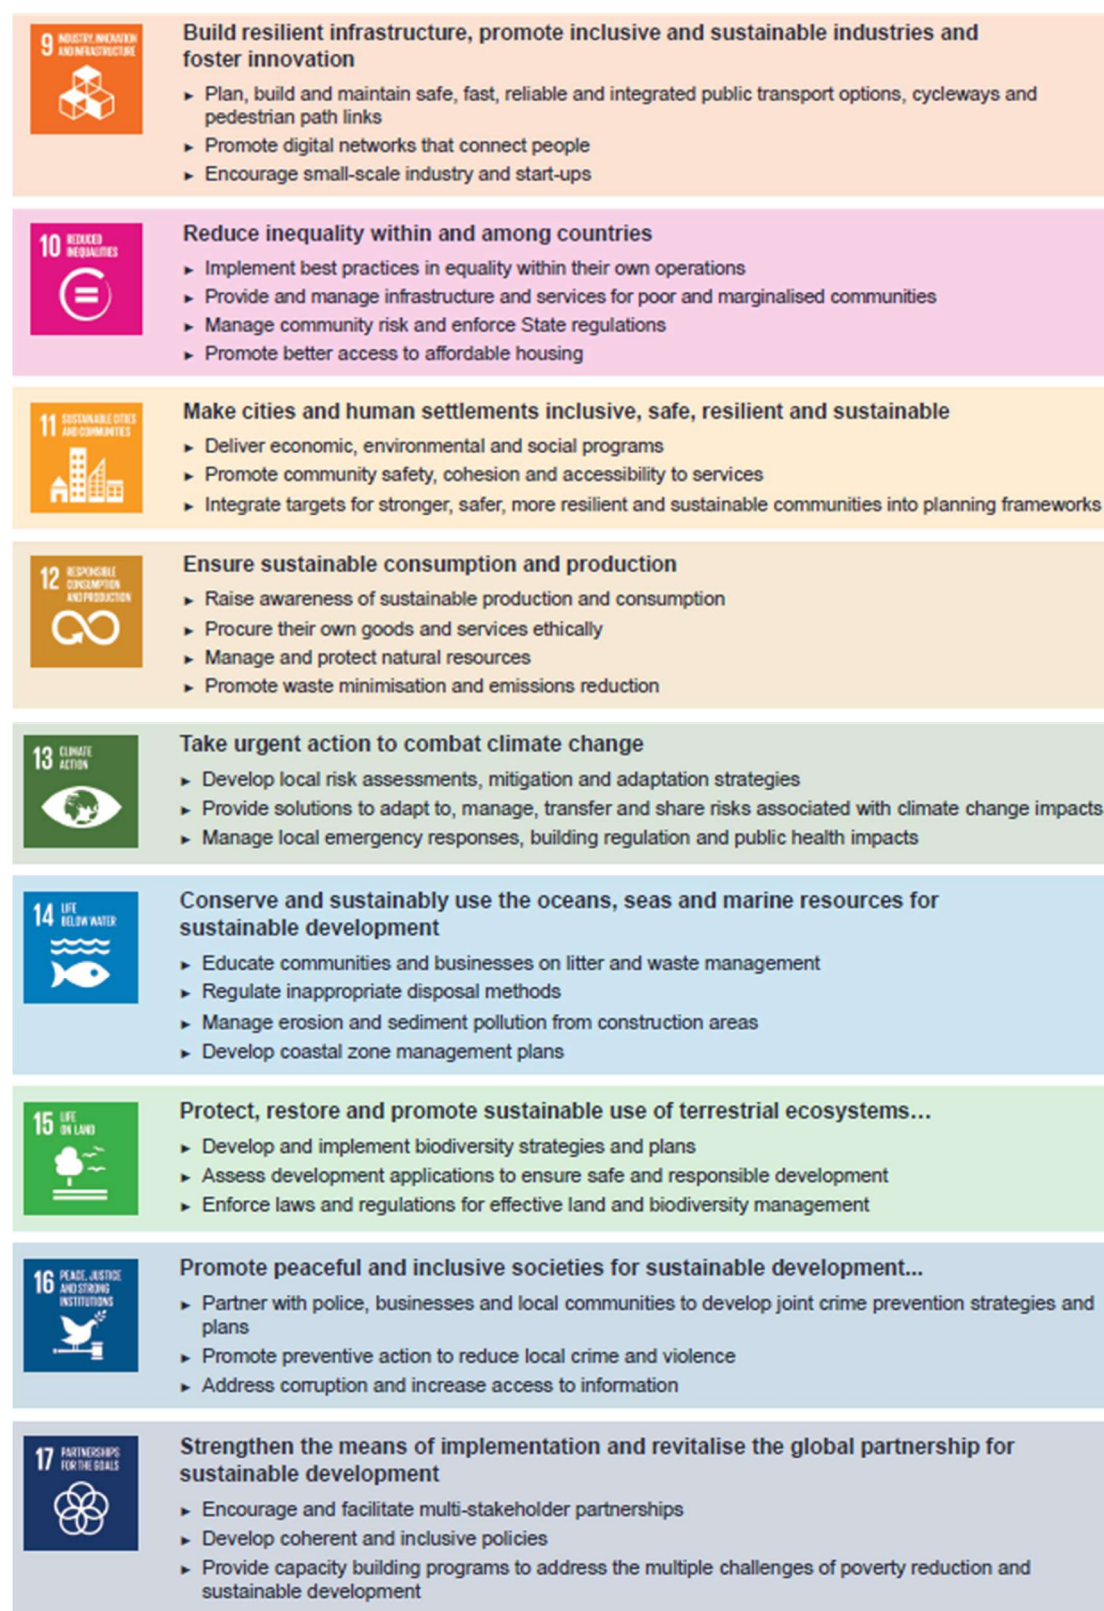 9 INDUSTRY, INNOVATION
AND INFRASTRUCTURE
Build resilient infrastructure, promote inclusive and sustainable industries and
foster innovation
► Plan, build and maintain safe, fast, reliable and integrated public transport options, cycleways and
pedestrian path links
► Promote digital networks that connect people
► Encourage small-scale industry and start-ups
10 REDUCED
INEQUALITIES
Reduce inequality within and among countries
► Implement best practices in equality within their own operations
► Provide and manage infrastructure and services for poor and marginalised communities
► Manage community risk and enforce State regulations
► Promote better access to affordable housing
11 SUSTAINABLE CITIES
AND COMMUNITIES
Make cities and human settlements inclusive, safe, resilient and sustainable
► Deliver economic, environmental and social programs
► Promote community safety, cohesion and accessibility to services
► Integrate targets for stronger, safer, more resilient and sustainable communities into planning frameworks
12 RESPONSIBLE
CONSUMPTION
AND PRODUCTION
Ensure sustainable consumption and production
► Raise awareness of sustainable production and consumption
► Procure their own goods and services ethically
► Manage and protect natural resources
► Promote waste minimisation and emissions reduction
13 CLIMATE
ACTION
Take urgent action to combat climate change
► Develop local risk assessments, mitigation and adaptation strategies
► Provide solutions to adapt to, manage, transfer and share risks associated with climate change impacts
► Manage local emergency responses, building regulation and public health impacts
14 LIFE
BELOW WATER
Conserve and sustainably use the oceans, seas and marine resources for
sustainable development
► Educate communities and businesses on litter and waste management
► Regulate inappropriate disposal methods
► Manage erosion and sediment pollution from construction areas
► Develop coastal zone management plans
15 LIFE
ON LAND
Protect, restore and promote sustainable use of terrestrial ecosystems…
► Develop and implement biodiversity strategies and plans
► Assess development applications to ensure safe and responsible development
► Enforce laws and regulations for effective land and biodiversity management
16 PEACE, JUSTICE
AND STRONG
INSTITUTIONS
Promote peaceful and inclusive societies for sustainable development...
► Partner with police, businesses and local communities to develop joint crime prevention strategies and
plans
► Promote preventive action to reduce local crime and violence
► Address corruption and increase access to information
17 PARTNERSHIPS
FOR THE GOALS
Strengthen the means of implementation and revitalise the global partnership for
sustainable development
► Encourage and facilitate multi-stakeholder partnerships
► Develop coherent and inclusive policies
► Provide capacity building programs to address the multiple challenges of poverty reduction and
sustainable development